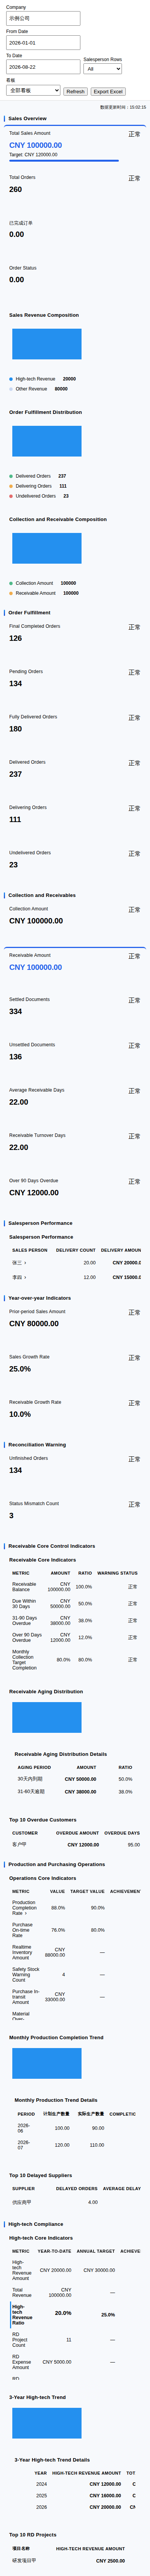 Company
示例公司
From Date
2026-01-01
To Date
2026-08-22
Salesperson Rows
All
看板
全部看板
Refresh
Export Excel
数据更新时间：15:02:15
Sales Overview
Total Sales Amount
正常
CNY 100000.00
Target: CNY 120000.00
Total Orders
正常
260
已完成订单
0.00
Order Status
0.00
Sales Revenue Composition
High-tech Revenue 20000
Other Revenue 80000
Order Fulfillment Distribution
Delivered Orders 237
Delivering Orders 111
Undelivered Orders 23
Collection and Receivable Composition
Collection Amount 100000
Receivable Amount 100000
Order Fulfillment
Final Completed Orders
正常
126
Pending Orders
正常
134
Fully Delivered Orders
正常
180
Delivered Orders
正常
237
Delivering Orders
正常
111
Undelivered Orders
正常
23
Collection and Receivables
Collection Amount
正常
CNY 100000.00
Receivable Amount
正常
CNY 100000.00
Settled Documents
正常
334
Unsettled Documents
正常
136
Average Receivable Days
正常
22.00
Receivable Turnover Days
正常
22.00
Over 90 Days Overdue
正常
CNY 12000.00
Salesperson Performance
Salesperson Performance
SALES PERSON DELIVERY COUNT DELIVERY AMOUN
张三 › 20.00 CNY 20000.0
李四 › 12.00 CNY 15000.0
Year-over-year Indicators
Prior-period Sales Amount
正常
CNY 80000.00
Sales Growth Rate
正常
25.0%
Receivable Growth Rate
正常
10.0%
Reconciliation Warning
Unfinished Orders
正常
134
Status Mismatch Count
正常
3
Receivable Core Control Indicators
Receivable Core Indicators
METRIC AMOUNT RATIO WARNING STATUS
Receivable Balance CNY 100000.00 100.0% 正常
Due Within 30 Days CNY 50000.00 50.0% 正常
31-90 Days Overdue CNY 38000.00 38.0% 正常
Over 90 Days Overdue CNY 12000.00 12.0% 正常
Monthly Collection Target Completion 80.0% 80.0% 正常
Receivable Aging Distribution
Receivable Aging Distribution Details
AGING PERIOD AMOUNT RATIO
30天内到期 CNY 50000.00 50.0%
31-60天逾期 CNY 38000.00 38.0%
Top 10 Overdue Customers
CUSTOMER OVERDUE AMOUNT OVERDUE DAYS
客户甲 CNY 12000.00 95.00
Production and Purchasing Operations
Operations Core Indicators
METRIC VALUE TARGET VALUE ACHIEVEMEN
Production Completion Rate › 88.0% 90.0%
Purchase On-time Rate 76.0% 80.0%
Realtime Inventory Amount CNY 88000.00 —
Safety Stock Warning Count 4 —
Purchase In-transit Amount CNY 33000.00 —
Material
Monthly Production Completion Trend
Monthly Production Trend Details
PERIOD 计划生产数量 实际生产数量 COMPLETIC
2026-06 100.00 90.00
2026-07 120.00 110.00
Top 10 Delayed Suppliers
SUPPLIER DELAYED ORDERS AVERAGE DELAY
供应商甲 4.00
High-tech Compliance
High-tech Core Indicators
METRIC YEAR-TO-DATE ANNUAL TARGET ACHIEVE
High-tech Revenue Amount CNY 20000.00 CNY 30000.00
Total Revenue CNY 100000.00 —
High-tech Revenue Ratio 20.0% 25.0%
RD Project Count 11 —
RD Expense Amount CNY 5000.00 —
3-Year High-tech Trend
3-Year High-tech Trend Details
YEAR HIGH-TECH REVENUE AMOUNT TOT
2024 CNY 12000.00 C
2025 CNY 16000.00 C
2026 CNY 20000.00 CN
Top 10 RD Projects
项目名称 HIGH-TECH REVENUE AMOUNT
研发项目甲 CNY 2500.00